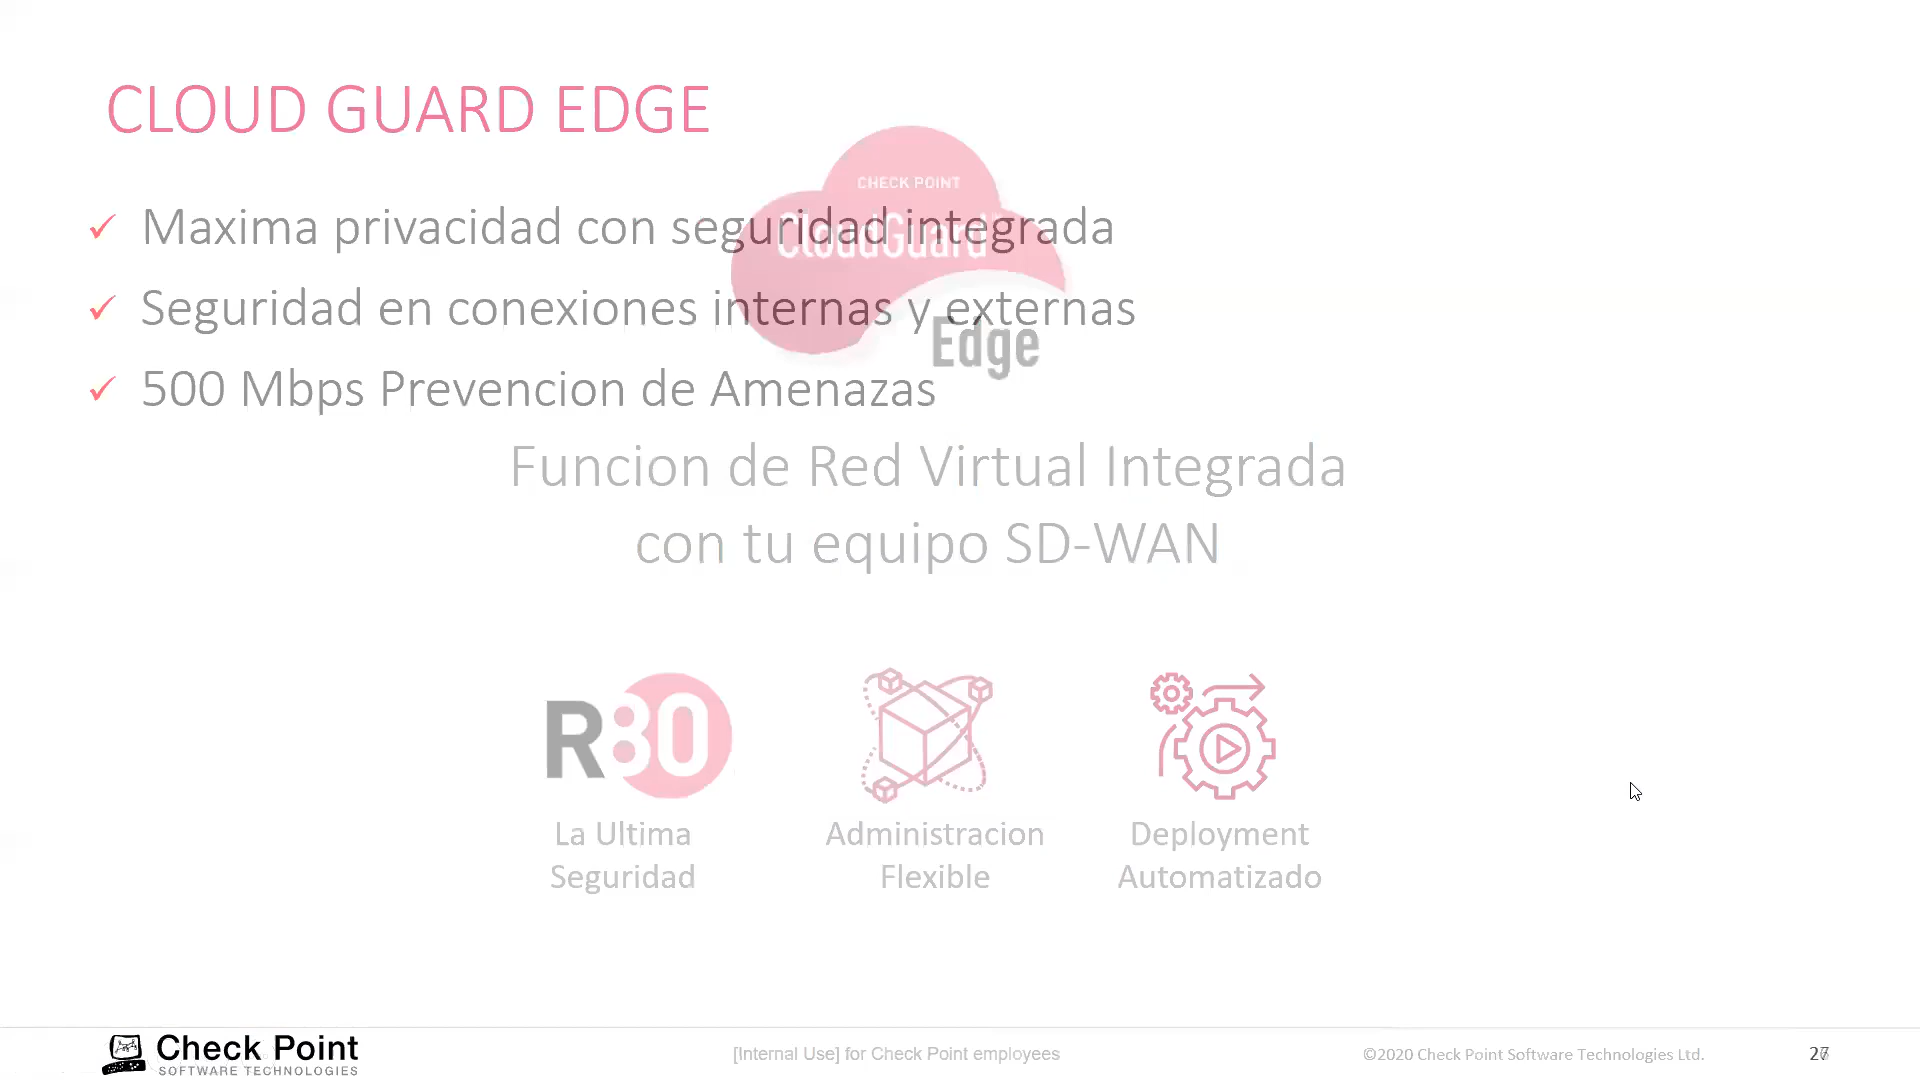 CLOUD GUARD EDGE
CHECK POINT
CloudGuard
Edge
Maxima privacidad con seguridad integrada
Seguridad en conexiones internas y externas
500 Mbps Prevencion de Amenazas
Funcion de Red Virtual Integrada
con tu equipo SD-WAN
R80
La Ultima
Seguridad
Administracion
Flexible
Deployment
Automatizado
Check Point
SOFTWARE TECHNOLOGIES
[Internal Use] for Check Point employees
©2020 Check Point Software Technologies Ltd.